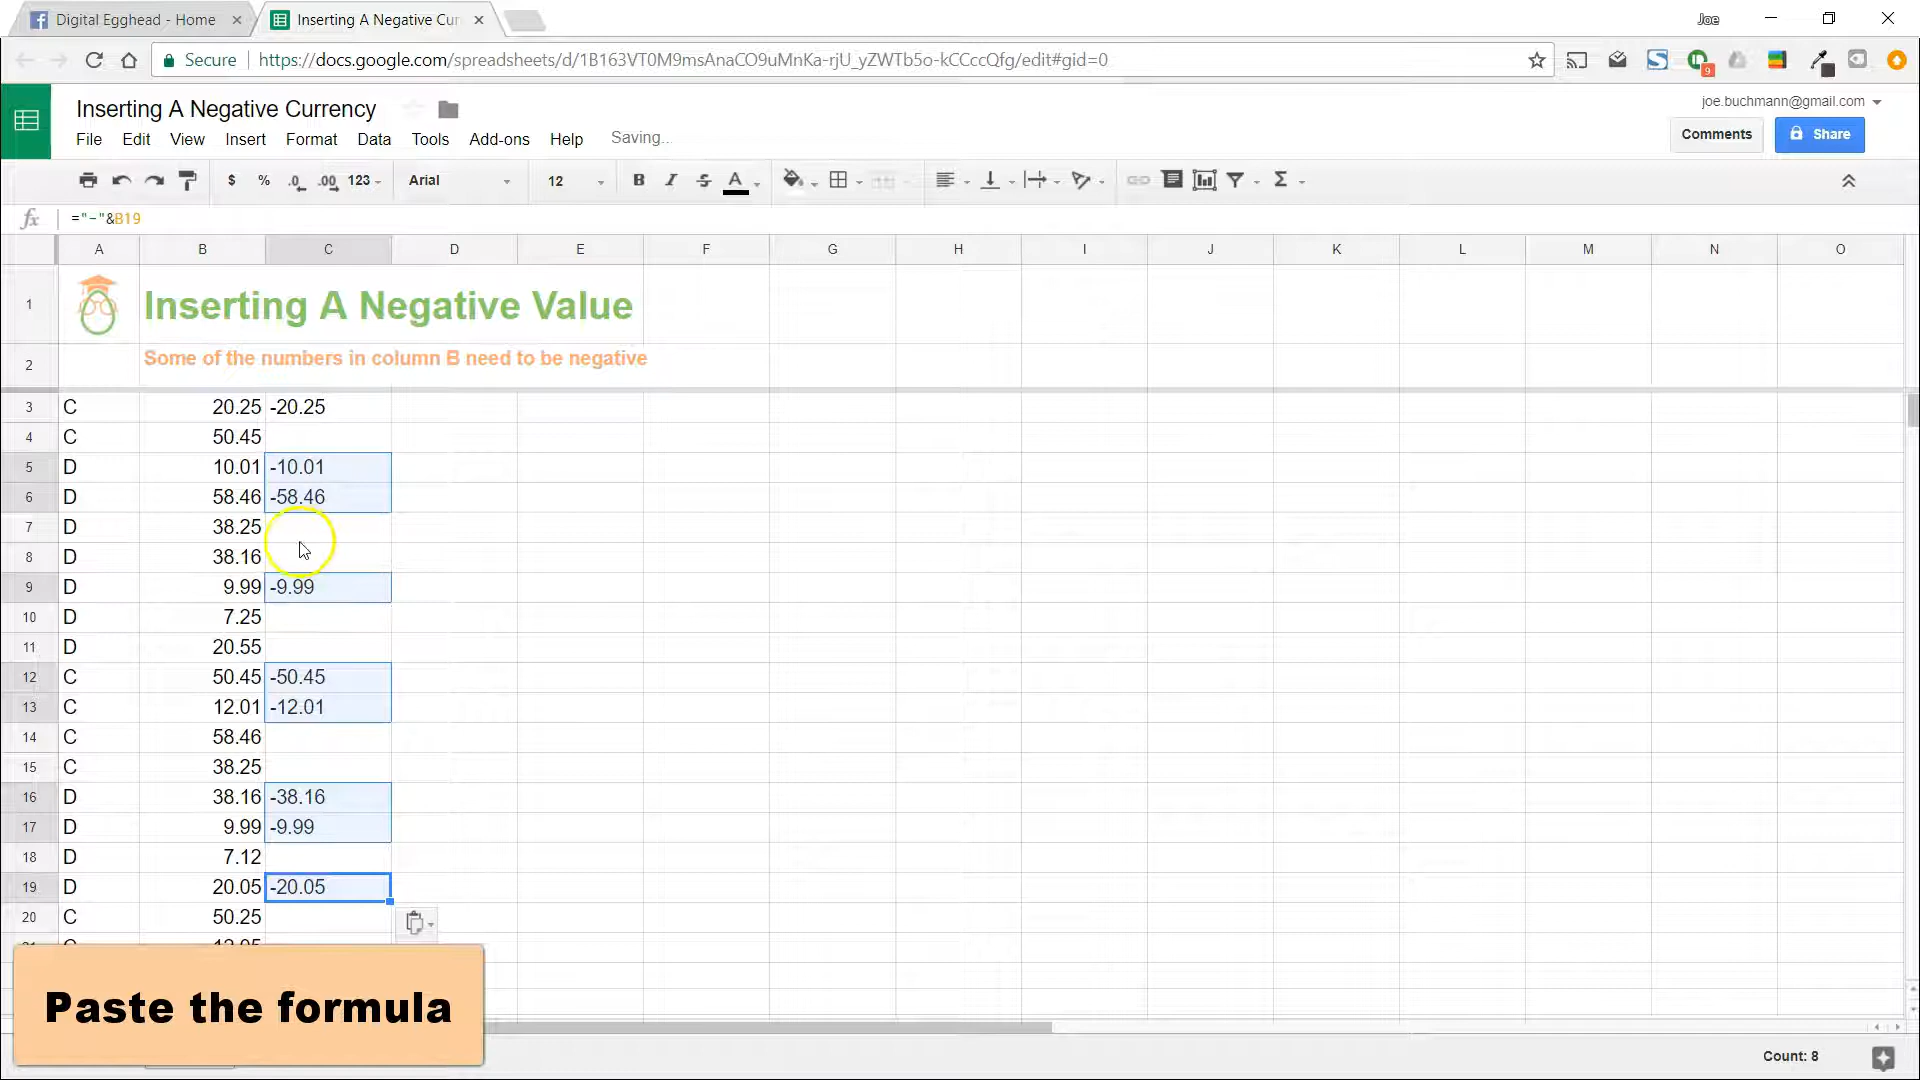 Digital Egghead - Home
Inserting A Negative Cur
Joe
Secure
https://docs.google.com/spreadsheets/d/1B163VT0M9msAnaCO9uMnKa-rjU_yZWTb5o-kCCccQfg/edit#gid=0
9
Inserting A Negative Currency
joe.buchmann@gmail.com
File Edit View Insert Format Data Tools Add-ons Help Saving...
Comments
Share
$ % .0 .00 123 Arial 12 B I S A Σ
fx ="-"&B19
A B C D E F G H I J K L M N O
1 Inserting A Negative Value
2 Some of the numbers in column B need to be negative
3 C 20.25 -20.25
4 C 50.45
5 D 10.01 -10.01
6 D 58.46 -58.46
7 D 38.25
8 D 38.16
9 D 9.99 -9.99
10 D 7.25
11 D 20.55
12 C 50.45 -50.45
13 C 12.01 -12.01
14 C 58.46
15 C 38.25
16 D 38.16 -38.16
17 D 9.99 -9.99
18 D 7.12
19 D 20.05 -20.05
20 C 50.25
Paste the formula
Count: 8